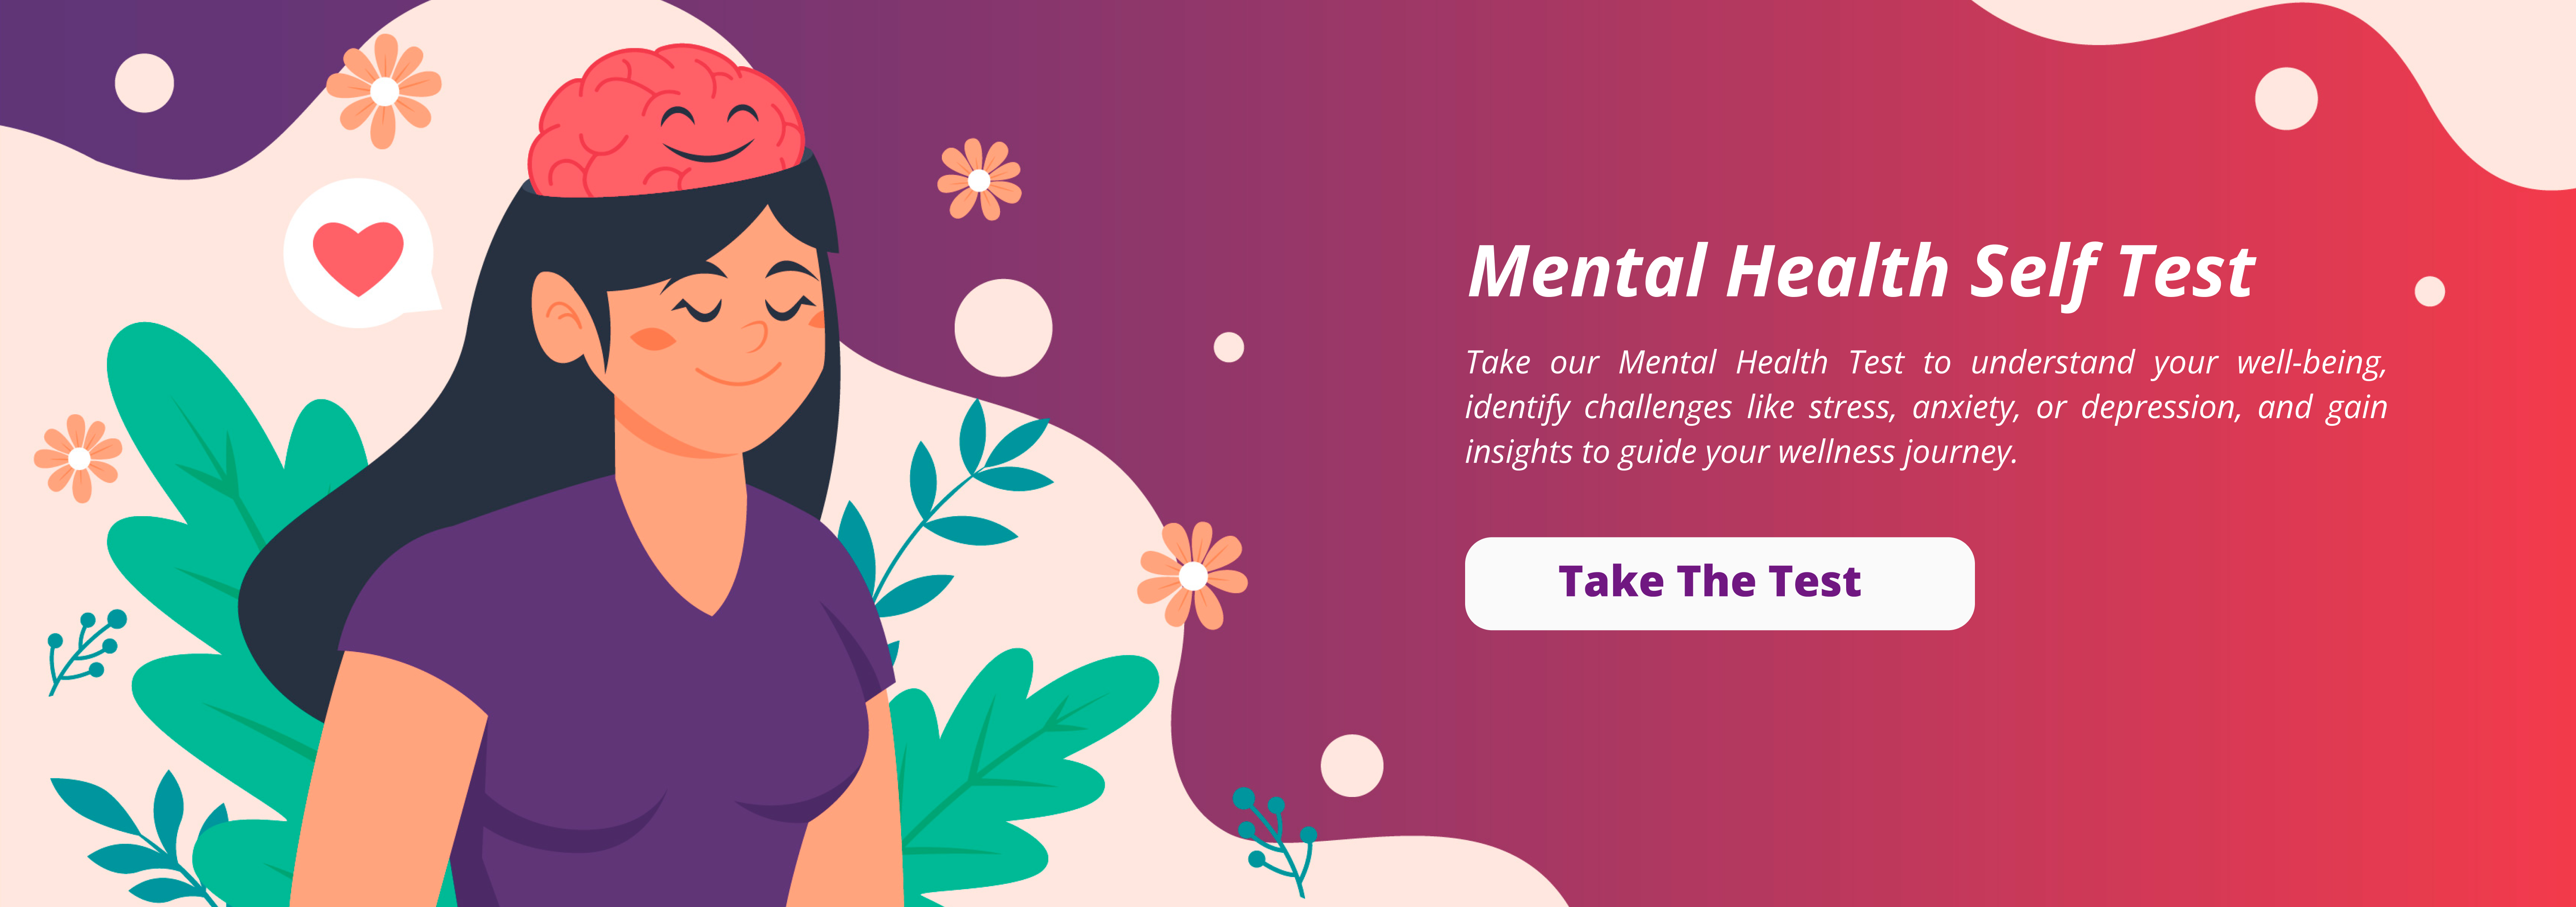 Mental Health Self Test
Take our Mental Health Test to understand your well-being,
identify challenges like stress, anxiety, or depression, and gain
insights to guide your wellness journey.
Take The Test